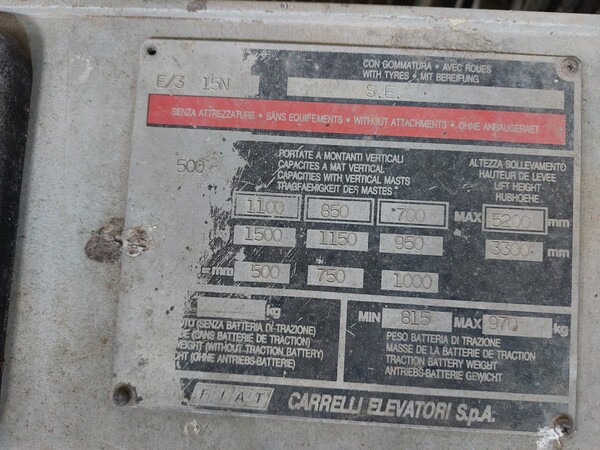 CON GOMMATURA • AVEC ROUES
WITH TYRES • MIT BEREIFUNG
E/3 15N
S.E.
SENZA ATTREZZATURE • SANS EQUIPEMENTS • WITHOUT ATTACHMENTS • OHNE ANBAUGERAET
500
PORTATE A MONTANTI VERTICALI
CAPACITES A MAT VERTICAL
CAPACITIES WITH VERTICAL MASTS
TRAGFAEHIGKEIT DES MASTES
ALTEZZA SOLLEVAMENTO
HAUTEUR DE LEVEE
LIFT HEIGHT
HUBHOEHE
1100 850 700 MAX 5200 mm
1500 1150 950 3300 mm
=mm 500 750 1000
kg
(SENZA BATTERIA DI TRAZIONE)
(SANS BATTERIE DE TRACTION)
(WITHOUT TRACTION BATTERY)
(OHNE ANTRIEBS-BATTERIE)
MIN 815 MAX 970 kg
PESO BATTERIA DI TRAZIONE
MASSE DE LA BATTERIE DE TRACTION
TRACTION BATTERY WEIGHT
ANTRIEBS-BATTERIE GEWICHT
FIAT CARRELLI ELEVATORI S.p.A.